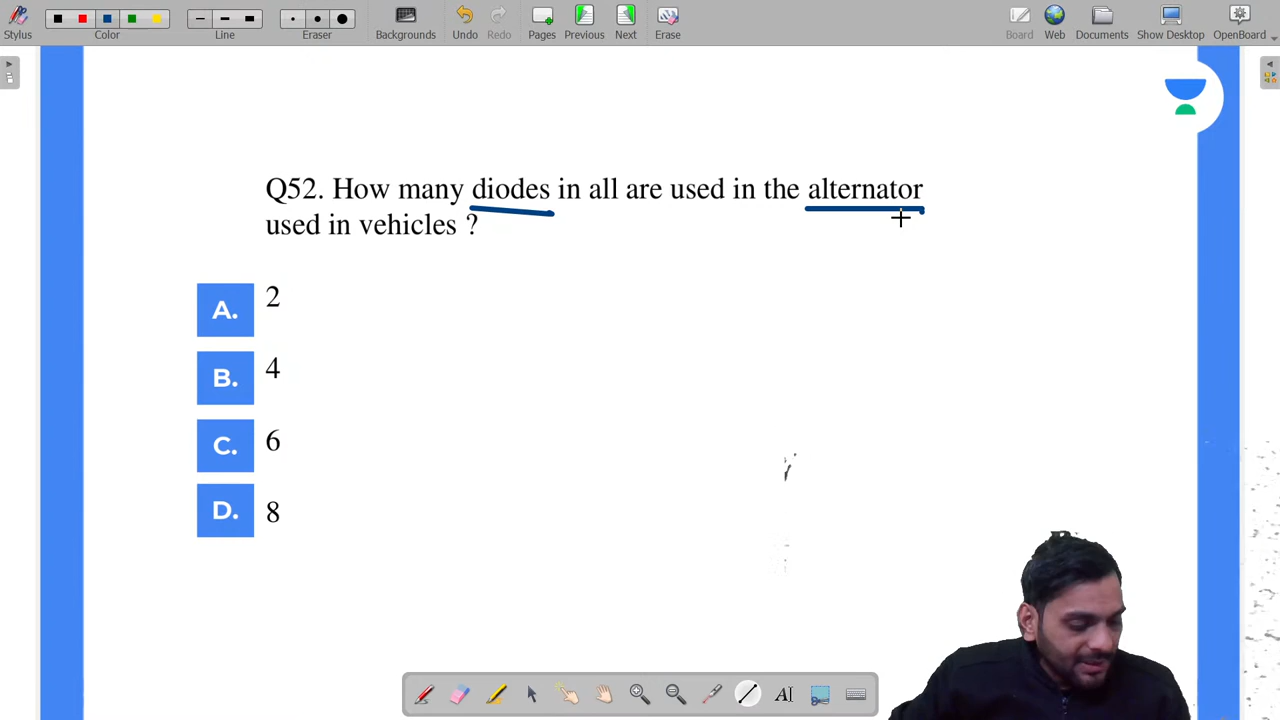 Stylus
Color
Line
Eraser
Backgrounds
Undo
Redo
Pages
Previous
Next
Erase
Board
Web
Documents
Show Desktop
OpenBoard
Q52. How many diodes in all are used in the alternator
used in vehicles ?
A. 2
B. 4
C. 6
D. 8
AI